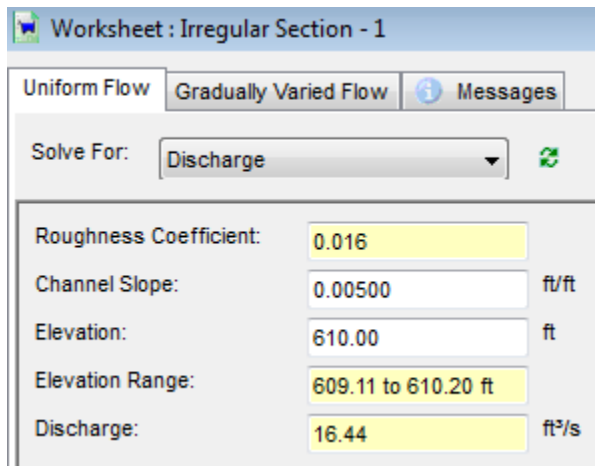 Worksheet : Irregular Section - 1
Uniform Flow Gradually Varied Flow Messages
Solve For: Discharge
Roughness Coefficient: 0.016
Channel Slope: 0.00500 ft/ft
Elevation: 610.00 ft
Elevation Range: 609.11 to 610.20 ft
Discharge: 16.44 ft³/s